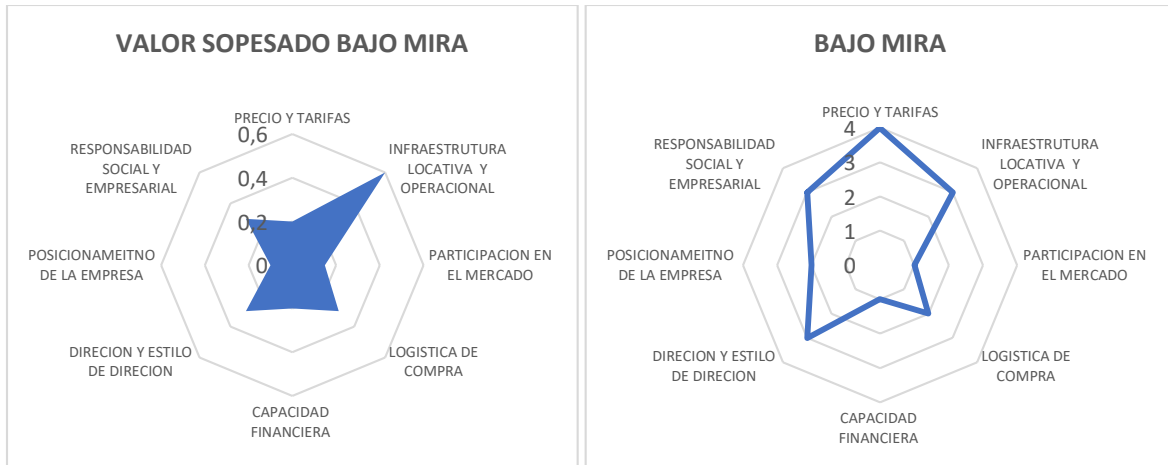 VALOR SOPESADO BAJO MIRA
PRECIO Y TARIFAS
0,6
0,4
0,2
0
INFRAESTRUTURA
LOCATIVA Y
OPERACIONAL
PARTICIPACION EN
EL MERCADO
LOGISTICA DE
COMPRA
CAPACIDAD
FINANCIERA
DIRECION Y ESTILO
DE DIRECION
POSICIONAMEITNO
DE LA EMPRESA
RESPONSABILIDAD
SOCIAL Y
EMPRESARIAL
BAJO MIRA
PRECIO Y TARIFAS
4
3
2
1
0
INFRAESTRUTURA
LOCATIVA Y
OPERACIONAL
PARTICIPACION EN
EL MERCADO
LOGISTICA DE
COMPRA
CAPACIDAD
FINANCIERA
DIRECION Y ESTILO
DE DIRECION
POSICIONAMEITNO
DE LA EMPRESA
RESPONSABILIDAD
SOCIAL Y
EMPRESARIAL